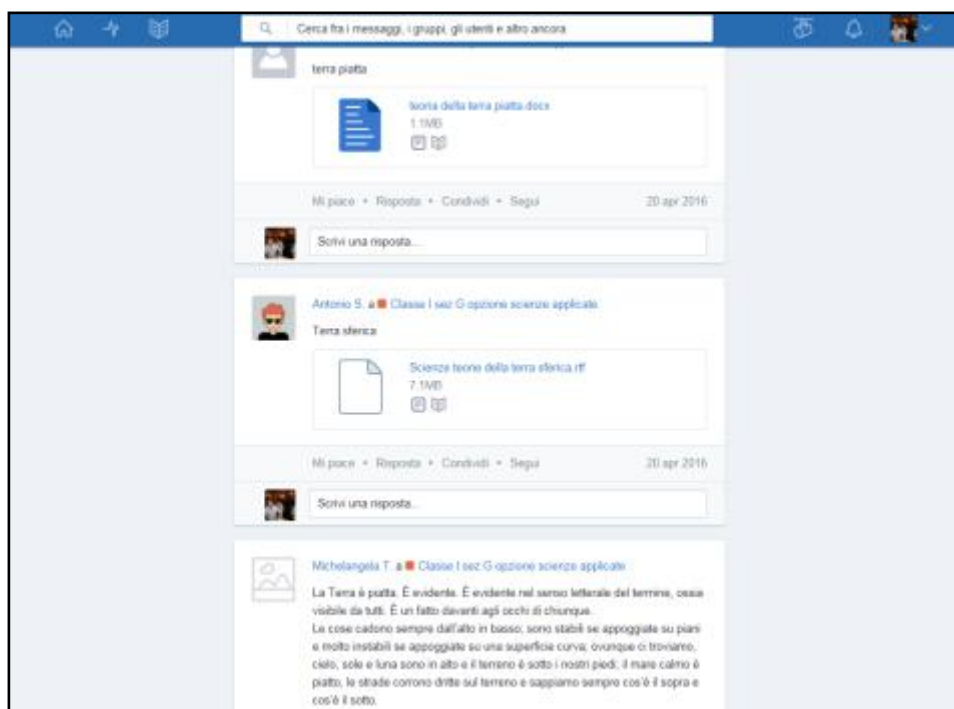 Cerca fra i messaggi, i gruppi, gli utenti e altro ancora
terra piatta
teoria della terra piatta.docx
1.1MB
Mi piace • Risposta • Condividi • Segui 20 apr 2016
Scrivi una risposta...
Antonio S. a Classe I sez G opzione scienze applicate
Terra sferica
Scienze teorie della terra sferica.rtf
7.1MB
Mi piace • Risposta • Condividi • Segui 20 apr 2016
Scrivi una risposta...
Michelangela T. a Classe I sez G opzione scienze applicate
La Terra è piatta. È evidente. È evidente nel senso letterale del termine, ossia
visibile da tutti. È un fatto davanti agli occhi di chiunque.
Le cose cadono sempre dall'alto in basso; sono stabili se appoggiate su piani
e molto instabili se appoggiate su una superficie curva; ovunque ci troviamo,
cielo, sole e luna sono in alto e il terreno è sotto i nostri piedi; il mare calmo è
piatto, le strade corrono dritte sul terreno e sappiamo sempre cos'è il sopra e
cos'è il sotto.